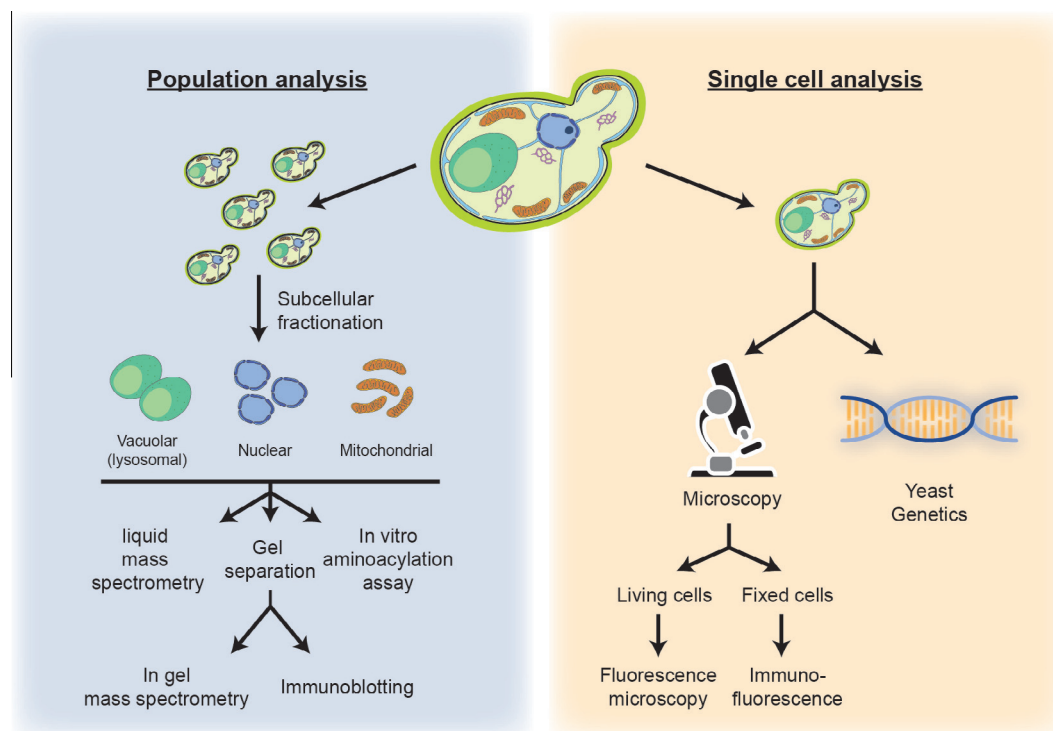 Population analysis
Single cell analysis
Subcellular
fractionation
Vacuolar
(lysosomal)
Nuclear
Mitochondrial
liquid
mass
spectrometry
Gel
separation
In vitro
aminoacylation
assay
In gel
mass spectrometry
Immunoblotting
Microscopy
Yeast
Genetics
Living cells
Fixed cells
Fluorescence
microscopy
Immuno-
fluorescence